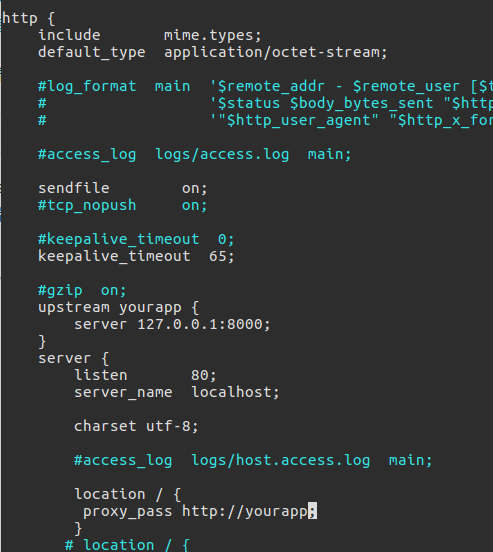 http {
    include       mime.types;
    default_type  application/octet-stream;

    #log_format  main  '$remote_addr - $remote_user [$t
    #                  '$status $body_bytes_sent "$http
    #                  '"$http_user_agent" "$http_x_for

    #access_log  logs/access.log  main;

    sendfile        on;
    #tcp_nopush     on;

    #keepalive_timeout  0;
    keepalive_timeout  65;

    #gzip  on;
    upstream yourapp {
        server 127.0.0.1:8000;
    }
    server {
        listen       80;
        server_name  localhost;

        charset utf-8;

        #access_log  logs/host.access.log  main;

        location / {
         proxy_pass http://yourapp;
        }
       # location / {